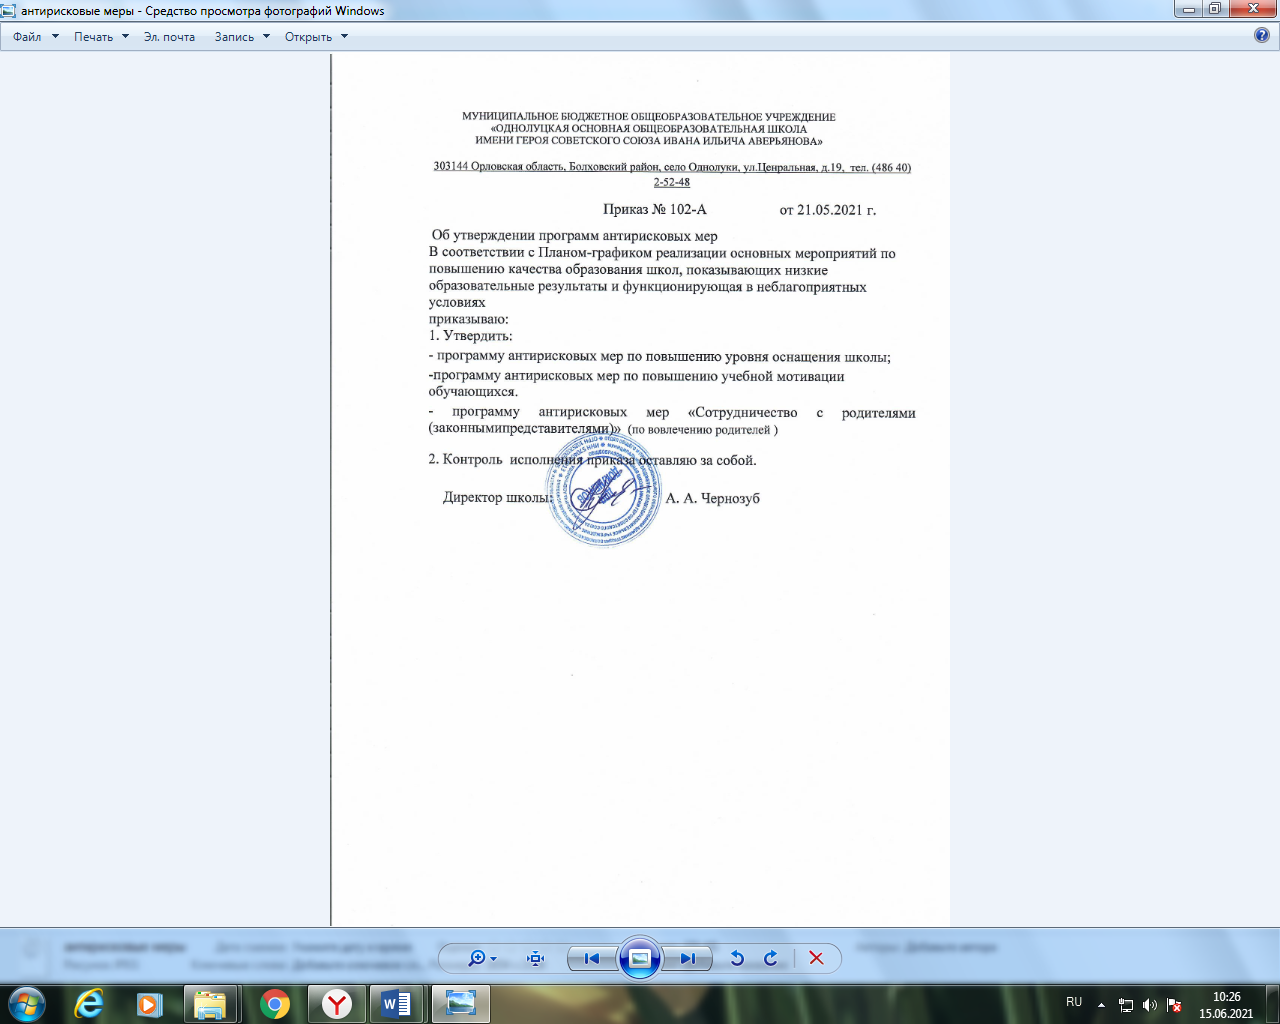 антирисковые меры - Средство просмотра фотографий Windows
Файл Печать Эл. почта Запись Открыть
МУНИЦИПАЛЬНОЕ БЮДЖЕТНОЕ ОБЩЕОБРАЗОВАТЕЛЬНОЕ УЧРЕЖДЕНИЕ
«ОДНОЛУЦКАЯ ОСНОВНАЯ ОБЩЕОБРАЗОВАТЕЛЬНАЯ ШКОЛА
ИМЕНИ ГЕРОЯ СОВЕТСКОГО СОЮЗА ИВАНА ИЛЬИЧА АВЕРЬЯНОВА»
303144 Орловская область, Болховский район, село Однолуки, ул.Ценральная, д.19, тел. (486 40)
2-52-48
Приказ № 102-А от 21.05.2021 г.
Об утверждении программ антирисковых мер
В соответствии с Планом-графиком реализации основных мероприятий по
повышению качества образования школ, показывающих низкие
образовательные результаты и функционирующая в неблагоприятных
условиях
приказываю:
1. Утвердить:
- программу антирисковых мер по повышению уровня оснащения школы;
-программу антирисковых мер по повышению учебной мотивации
обучающихся.
- программу антирисковых мер «Сотрудничество с родителями
(законнымипредставителями)» (по вовлечению родителей )
2. Контроль исполнения приказа оставляю за собой.
Директор школы: А. А. Чернозуб
антирисковые меры
RU
10:26
15.06.2021